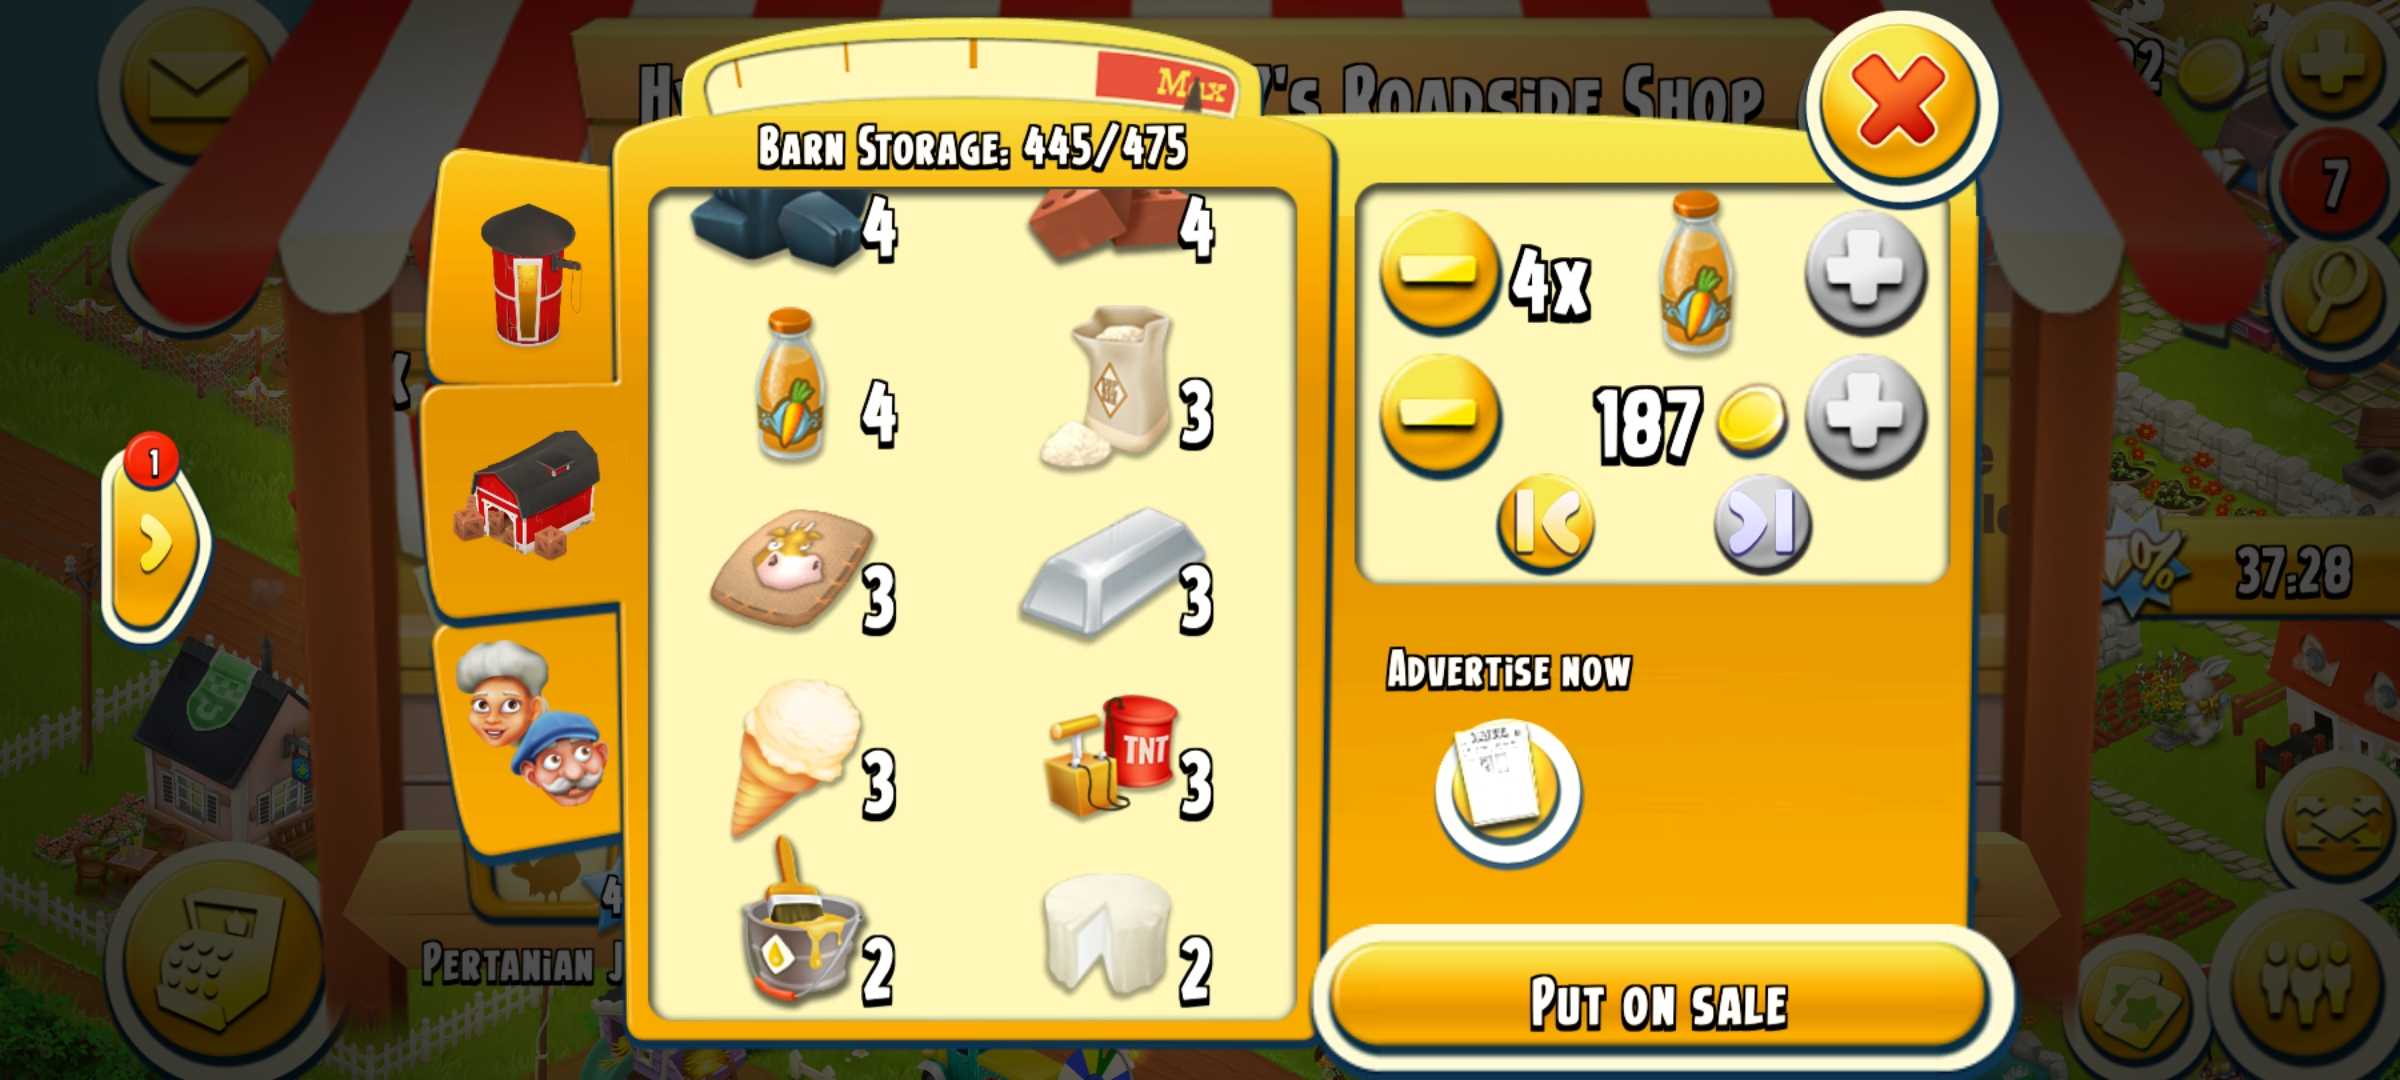 's Roadside Shop
Max
Barn Storage: 445/475
4
4
4
3
3
3
3
TNT
3
2
2
4x
187
Advertise now
Put on sale
1
7
37:28
Pertanian